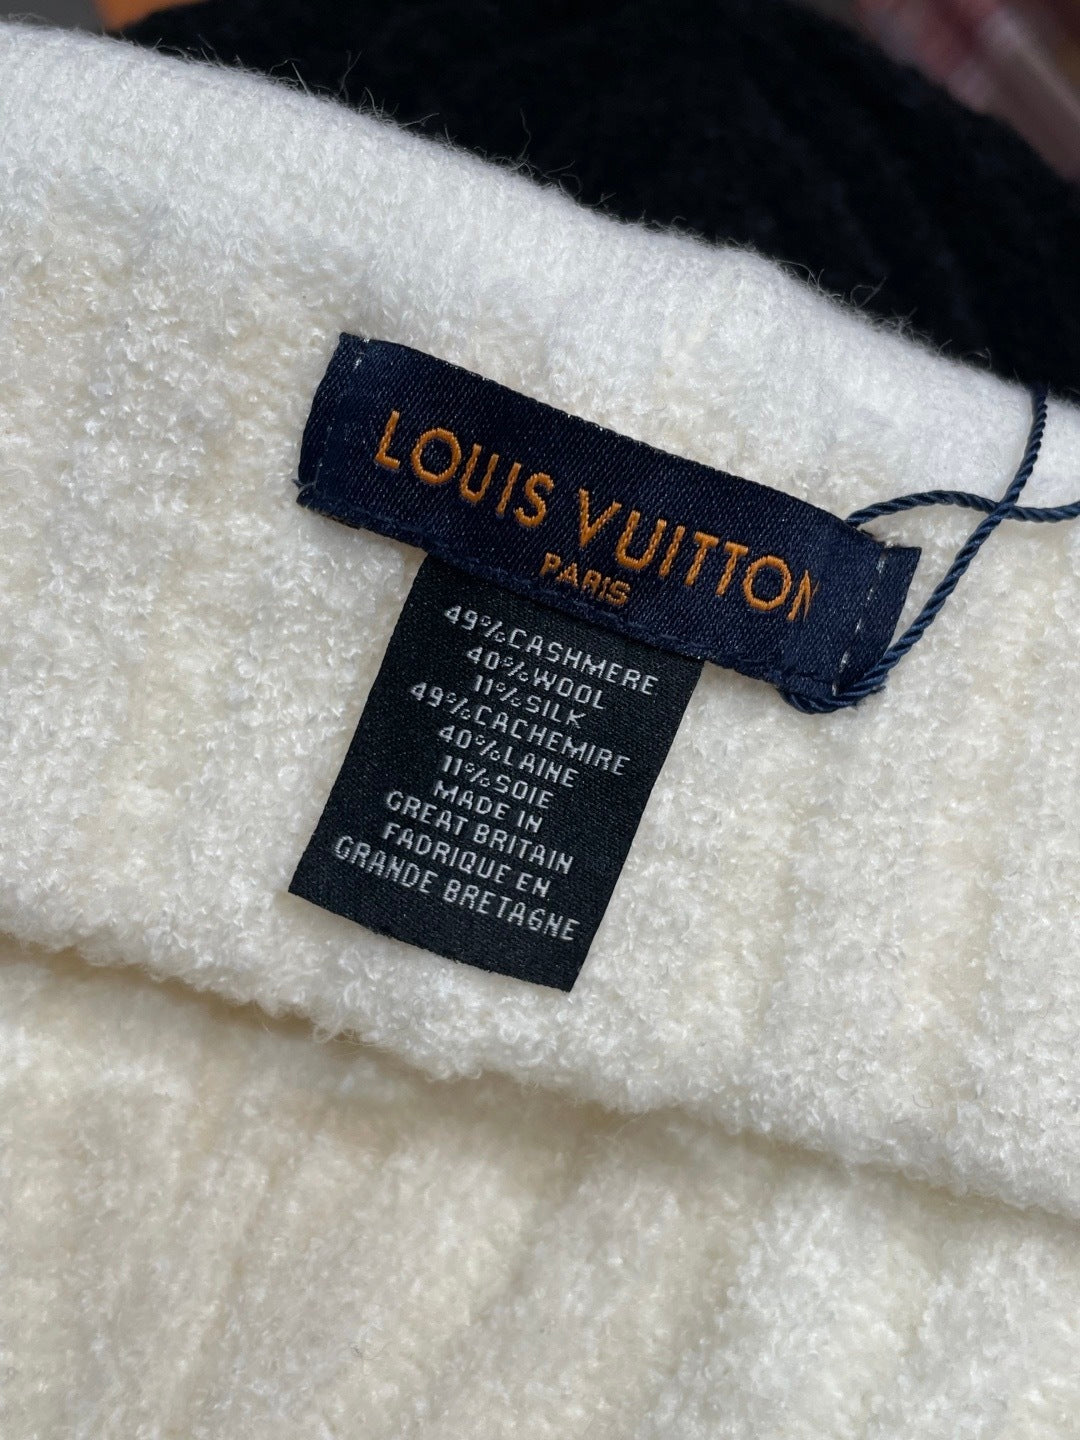 LOUIS VUITTON
PARIS
49%CASHMERE
40%WOOL
11%SILK
49%CACHEMIRE
40%LAINE
11%SOIE
MADE IN
GREAT BRITAIN
FADRIQUE EN
GRANDE BRETAGNE